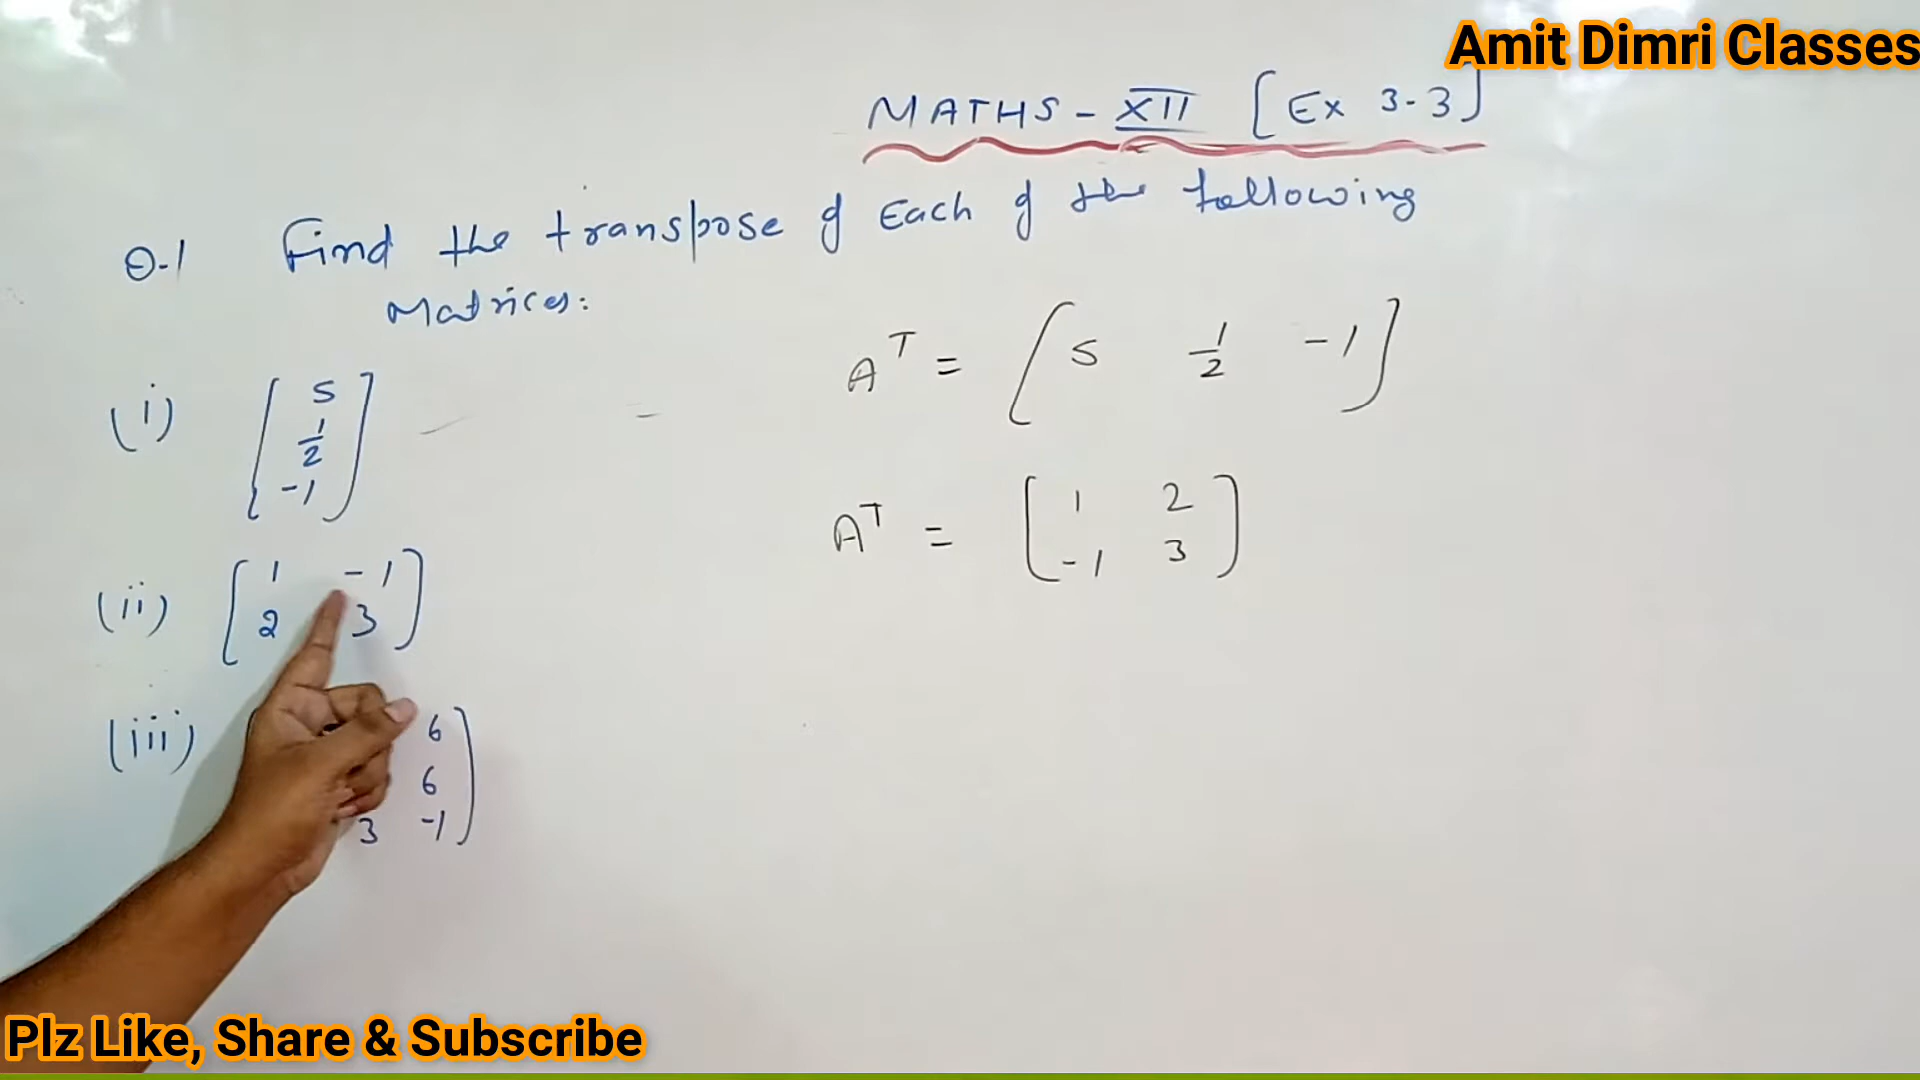 Amit Dimri Classes
MATHS - XII [Ex 3.3]
Q.1 Find the transpose of Each of the following
Matrices:
(i) [ 5
1/2
-1 ]
A^T = [ 5 1/2 -1 ]
(ii) [ 1 -1
2 3 ]
A^T = [ 1 2
-1 3 ]
(iii) 6
6
3 -1 ]
Plz Like, Share & Subscribe